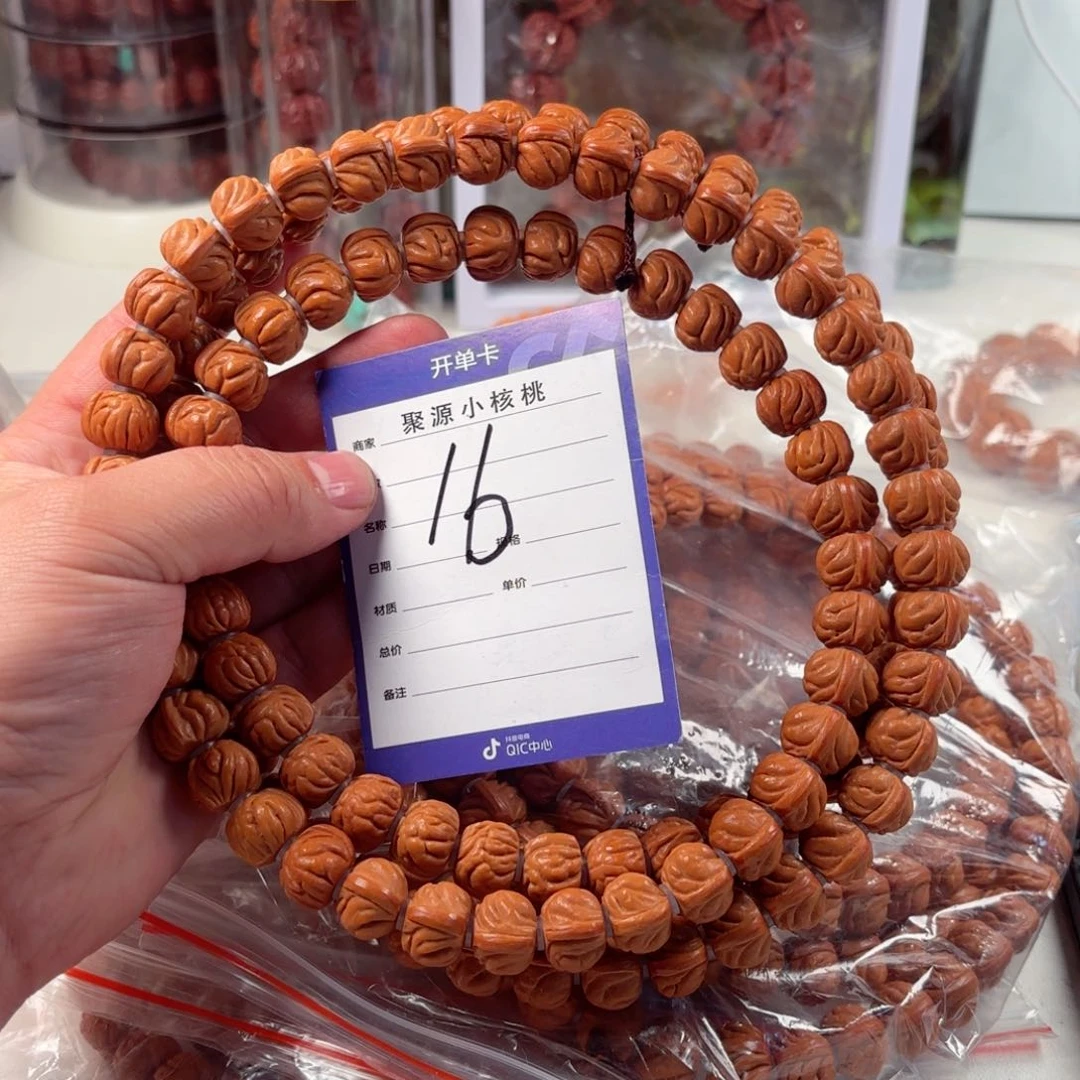 开单卡
商家 聚源小核桃
16
名称
规格
日期
单价
材质
总价
备注
抖音电商
QIC中心